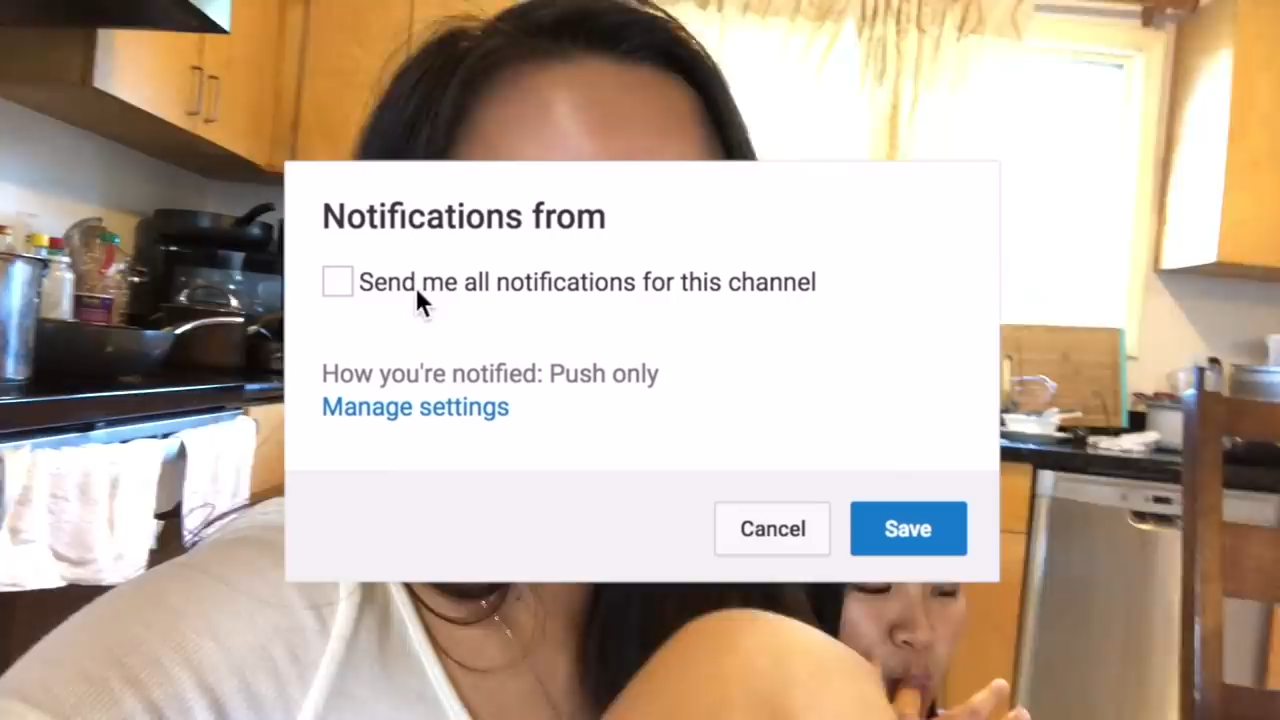 Notifications from
Send me all notifications for this channel
How you're notified: Push only
Manage settings
Cancel
Save